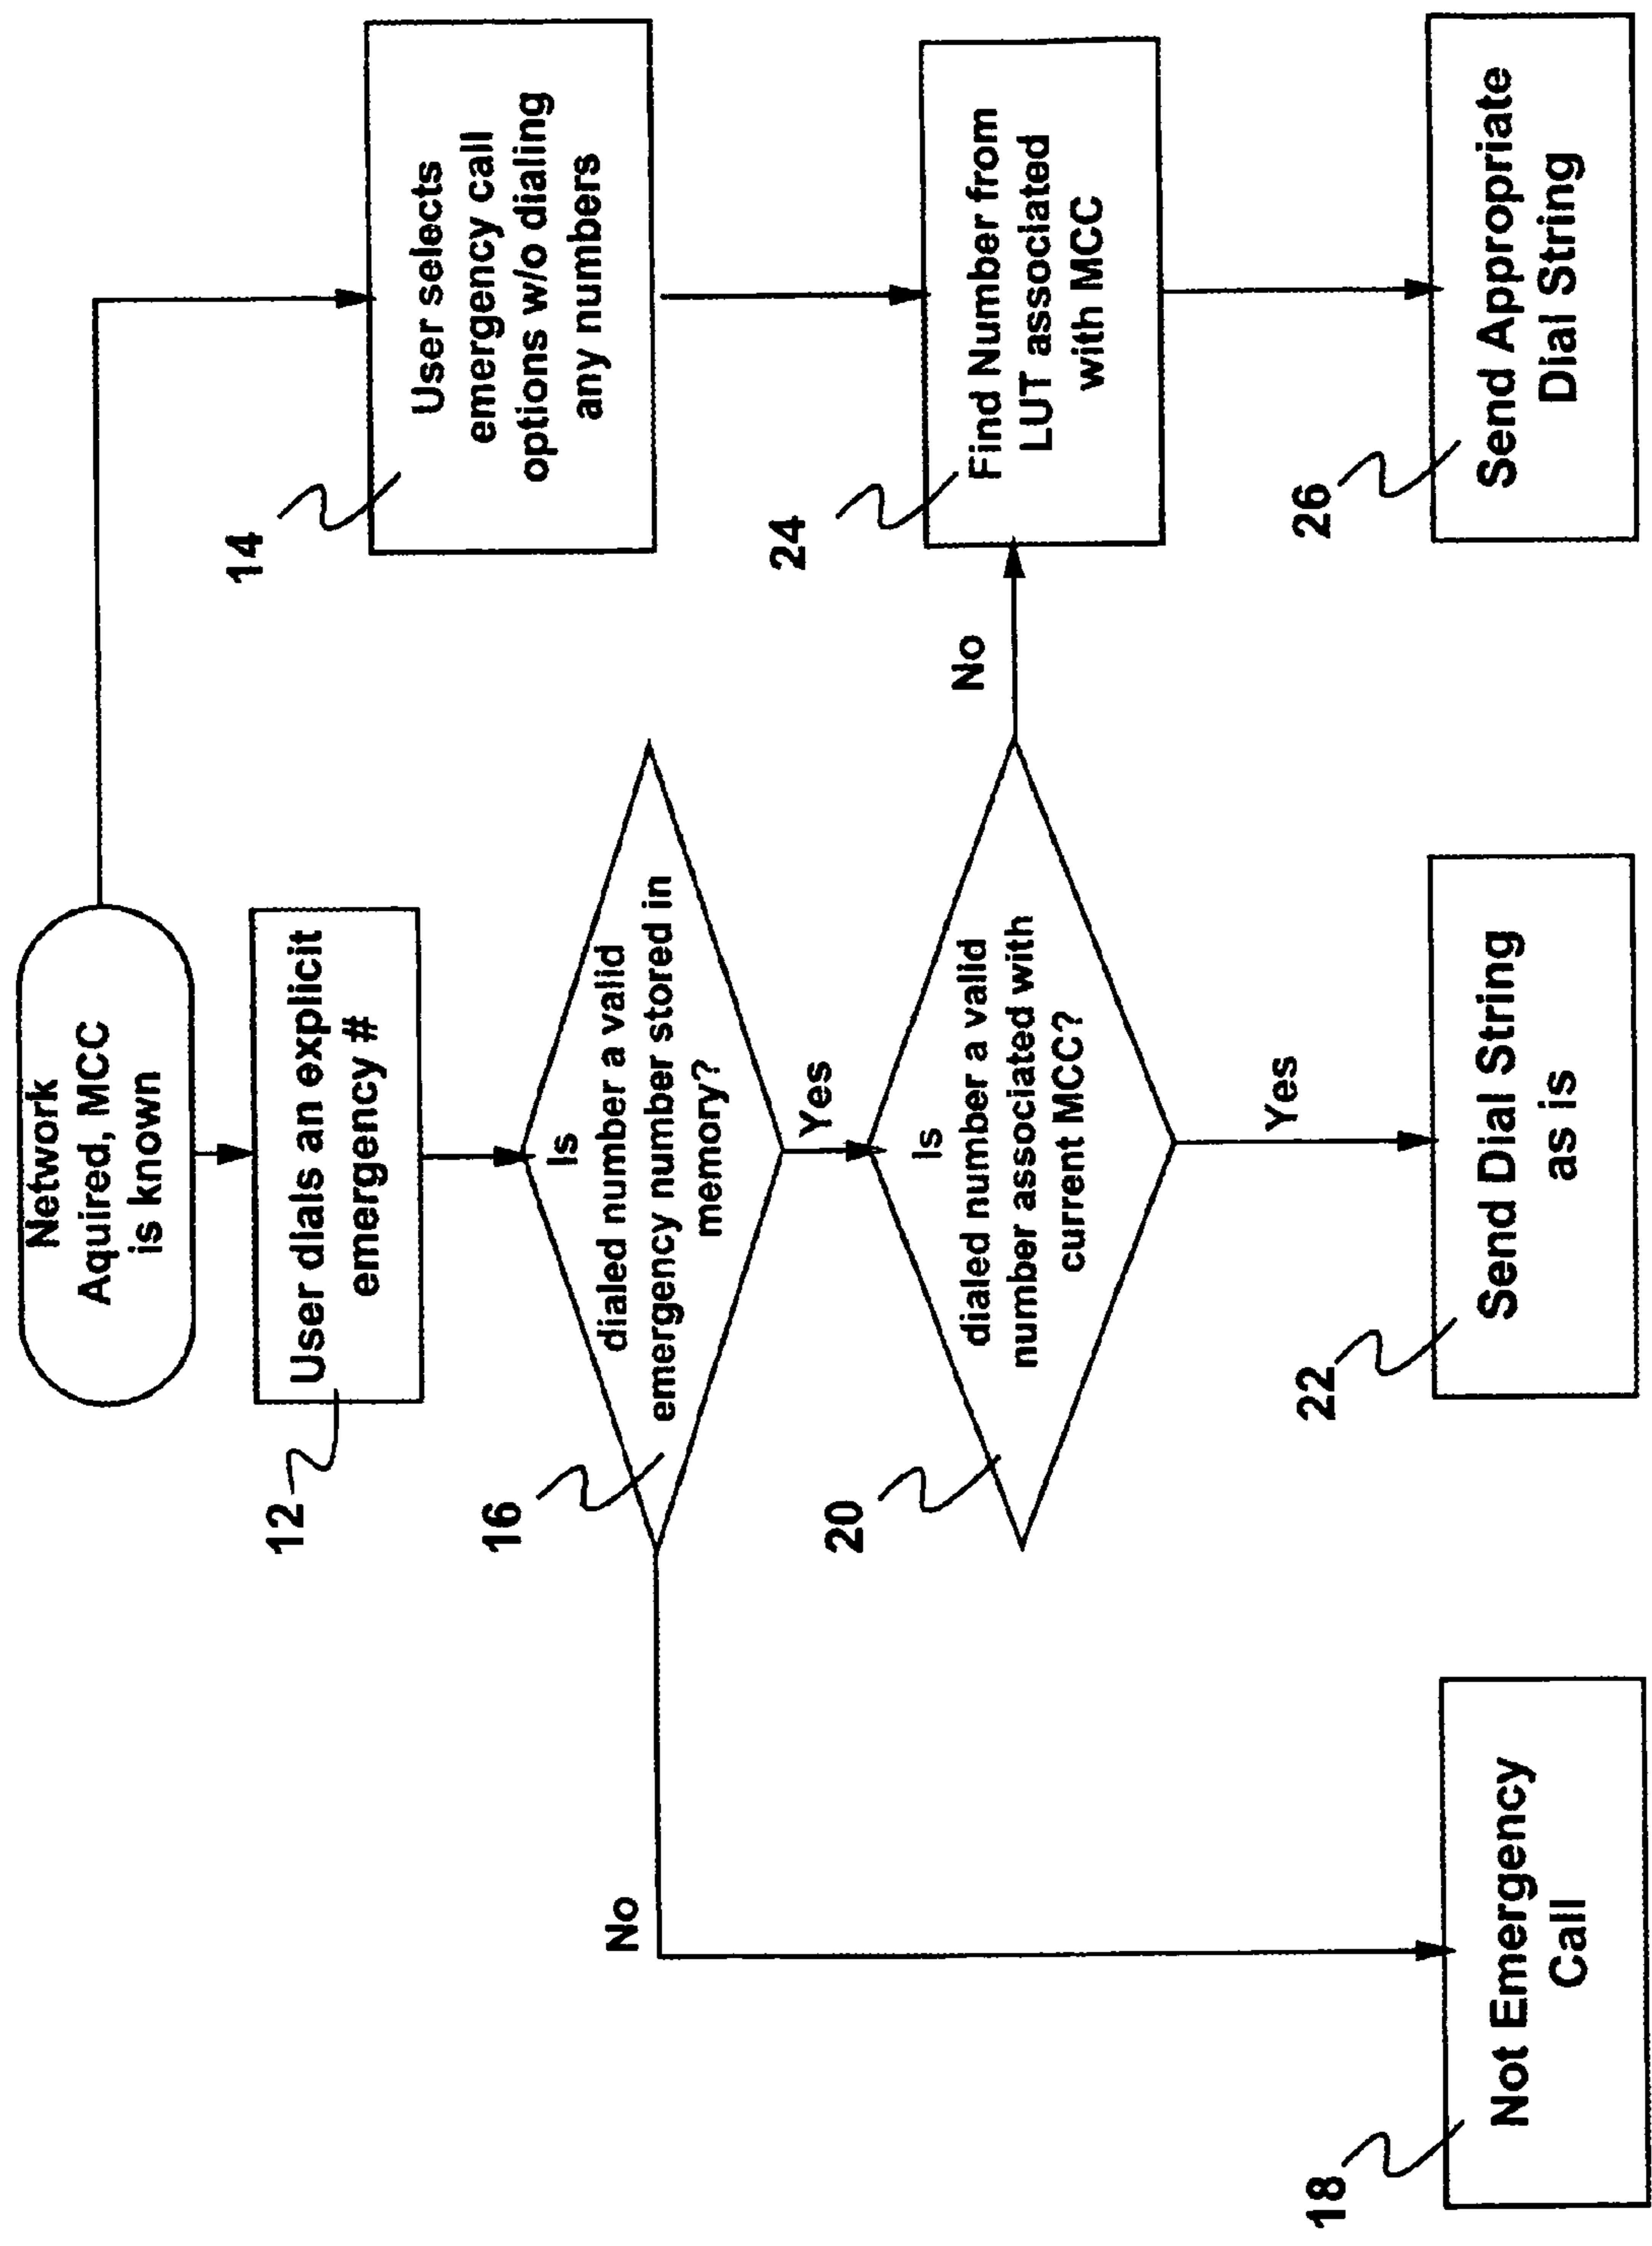 Network
Aquired, MCC
is known
12
User dials an explicit
emergency #
14
User selects
emergency call
options w/o dialing
any numbers
16
Is
dialed number a valid
emergency number stored in
memory?
No
Yes
20
Is
dialed number a valid
number associated with
current MCC?
No
Yes
24
Find Number from
LUT associated
with MCC
18
Not Emergency
Call
22
Send Dial String
as is
26
Send Appropriate
Dial String